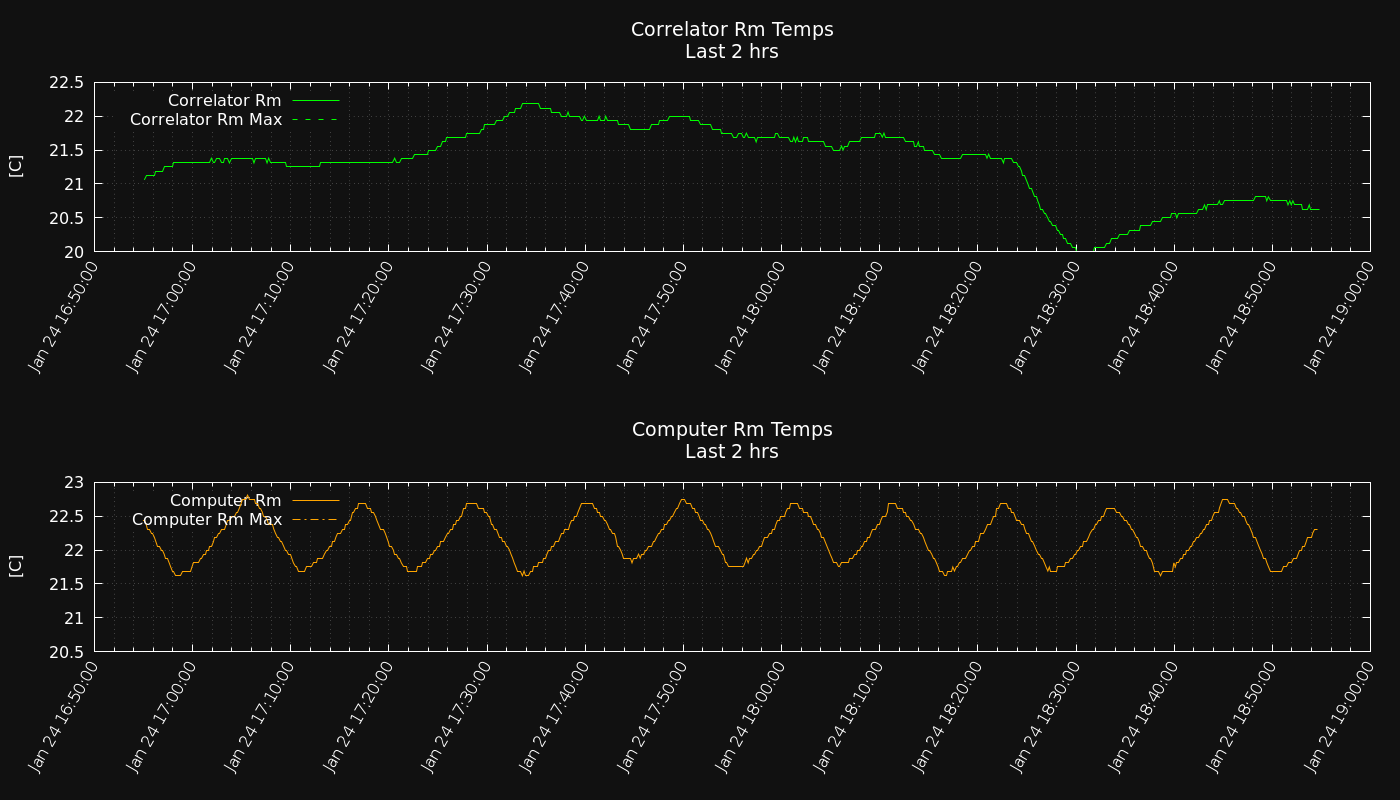 Correlator Rm Temps
Last 2 hrs
22.5
22
21.5
21
20.5
20
[C]
Correlator Rm
Correlator Rm Max
Jan 24 16:50:00
Jan 24 17:00:00
Jan 24 17:10:00
Jan 24 17:20:00
Jan 24 17:30:00
Jan 24 17:40:00
Jan 24 17:50:00
Jan 24 18:00:00
Jan 24 18:10:00
Jan 24 18:20:00
Jan 24 18:30:00
Jan 24 18:40:00
Jan 24 18:50:00
Jan 24 19:00:00
Computer Rm Temps
Last 2 hrs
23
22.5
22
21.5
21
20.5
[C]
Computer Rm
Computer Rm Max
Jan 24 16:50:00
Jan 24 17:00:00
Jan 24 17:10:00
Jan 24 17:20:00
Jan 24 17:30:00
Jan 24 17:40:00
Jan 24 17:50:00
Jan 24 18:00:00
Jan 24 18:10:00
Jan 24 18:20:00
Jan 24 18:30:00
Jan 24 18:40:00
Jan 24 18:50:00
Jan 24 19:00:00